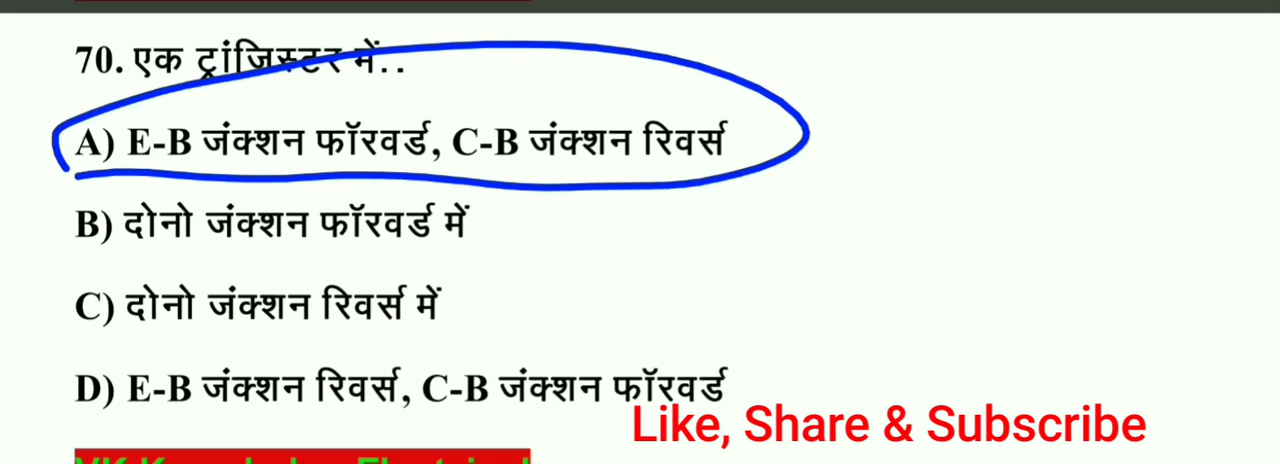 70. एक ट्रांजिस्टर में..
A) E-B जंक्शन फॉरवर्ड, C-B जंक्शन रिवर्स
B) दोनो जंक्शन फॉरवर्ड में
C) दोनो जंक्शन रिवर्स में
D) E-B जंक्शन रिवर्स, C-B जंक्शन फॉरवर्ड
Like, Share & Subscribe